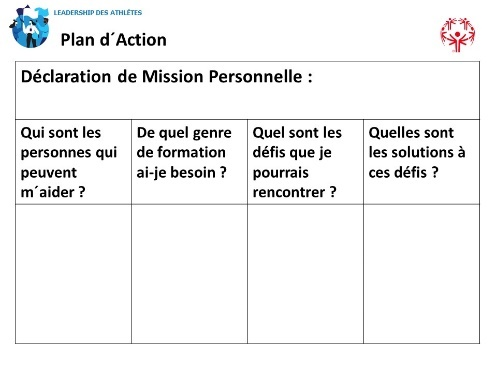 LEADERSHIP DES ATHLÈTES
Plan d´Action
Déclaration de Mission Personnelle :
Qui sont les
personnes qui
peuvent
m´aider ?
De quel genre
de formation
ai-je besoin ?
Quel sont les
défis que je
pourrais
rencontrer ?
Quelles sont
les solutions à
ces défis ?